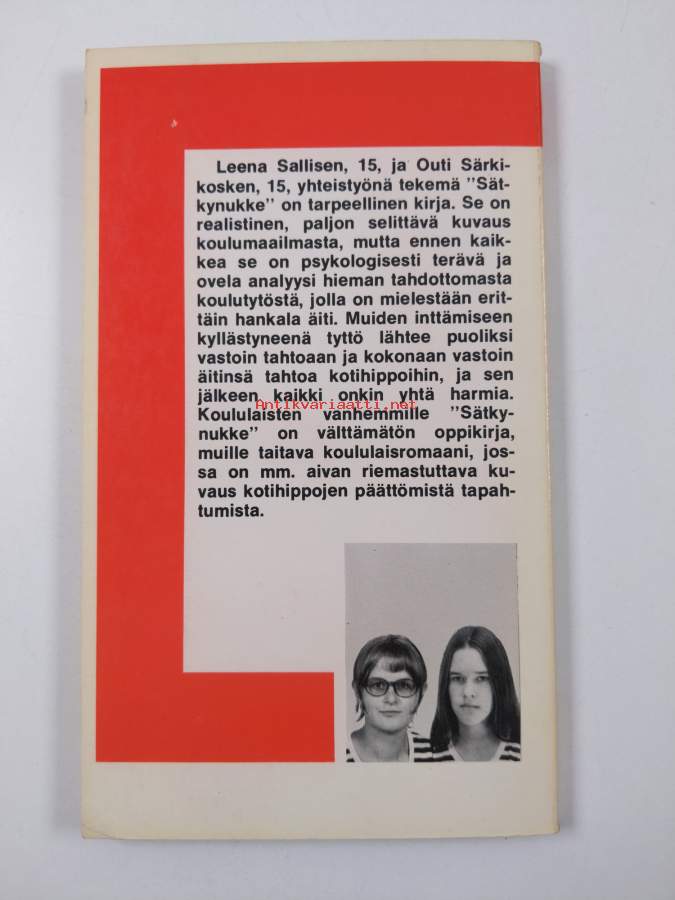 Leena Sallisen, 15, ja Outi Särki-
kosken, 15, yhteistyönä tekemä "Sät-
kynukke" on tarpeellinen kirja. Se on
realistinen, paljon selittävä kuvaus
koulumaailmasta, mutta ennen kaik-
kea se on psykologisesti terävä ja
ovela analyysi hieman tahdottomasta
koulutytöstä, jolla on mielestään erit-
täin hankala äiti. Muiden inttämiseen
kyllästyneenä tyttö lähtee puoliksi
vastoin tahtoaan ja kokonaan vastoin
äitinsä tahtoa kotihippoihin, ja sen
jälkeen kaikki onkin yhtä harmia.
Antikvariaatti.net
Koululaisten vanhemmille "Sätky-
nukke" on välttämätön oppikirja,
muille taitava koululaisromaani, jos-
sa on mm. aivan riemastuttava ku-
vaus kotihippojen päättömistä tapah-
tumista.